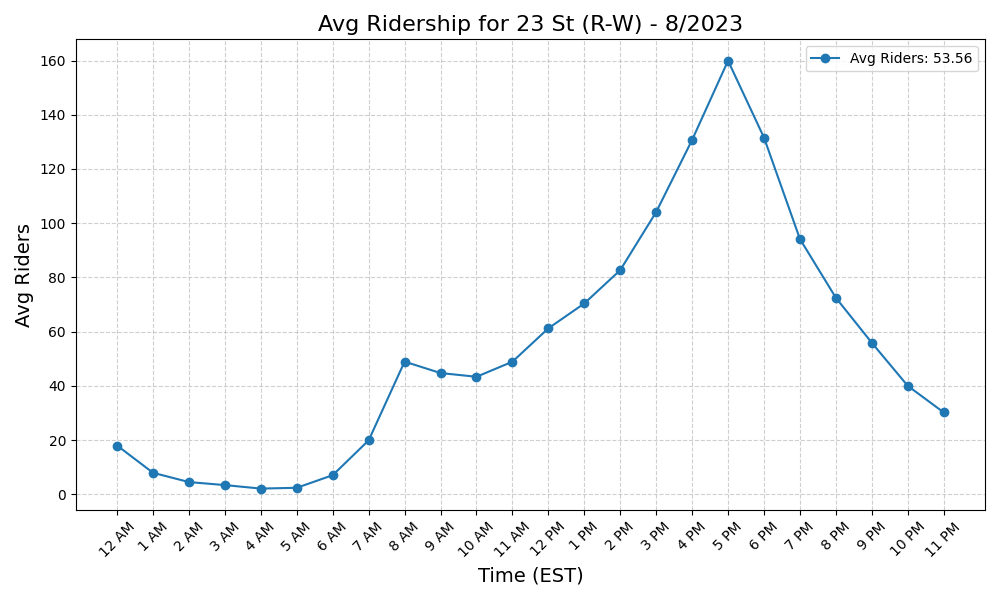 Avg Ridership for 23 St (R-W) - 8/2023
Avg Riders: 53.56
Avg Riders
160
140
120
100
80
60
40
20
0
12 AM
1 AM
2 AM
3 AM
4 AM
5 AM
6 AM
7 AM
8 AM
9 AM
10 AM
11 AM
12 PM
1 PM
2 PM
3 PM
4 PM
5 PM
6 PM
7 PM
8 PM
9 PM
10 PM
11 PM
Time (EST)